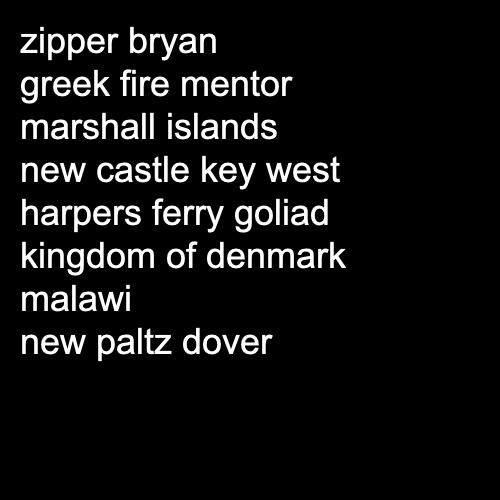 zipper bryan
greek fire mentor
marshall islands
new castle key west
harpers ferry goliad
kingdom of denmark
malawi
new paltz dover